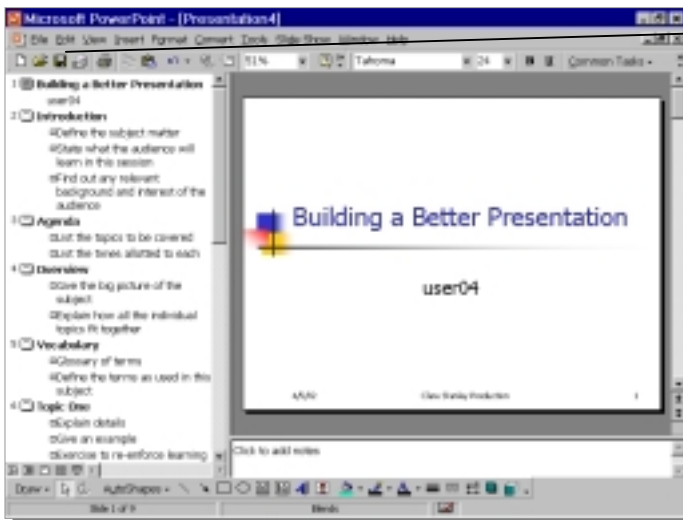 Microsoft PowerPoint - [Presentation4]
File Edit View Insert Format Convert Tools Slide Show Window Help
51% Tahoma 24 B U Common Tasks
1 Building a Better Presentation
user04
2 Introduction
Define the subject matter
State what the audience will
learn in this session
Find out any relevant
background and interest of the
audience
3 Agenda
List the topics to be covered
List the times allotted to each
4 Overview
Give the big picture of the
subject
Explain how all the individual
topics fit together
5 Vocabulary
Glossary of terms
Define the terms as used in this
subject
6 Topic One
Explain details
Give an example
Exercise to re-enforce learning
Building a Better Presentation
user04
Production
1
Click to add notes
Draw AutoShapes
Slide 1 of 9 Blends